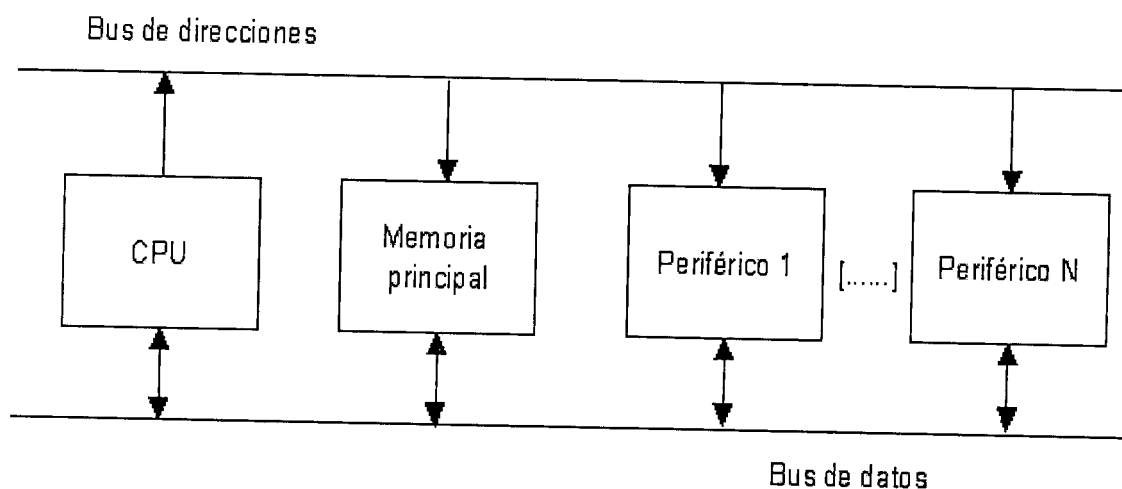 Bus de direcciones
CPU
Memoria
principal
Periférico 1
[......]
Periférico N
Bus de datos